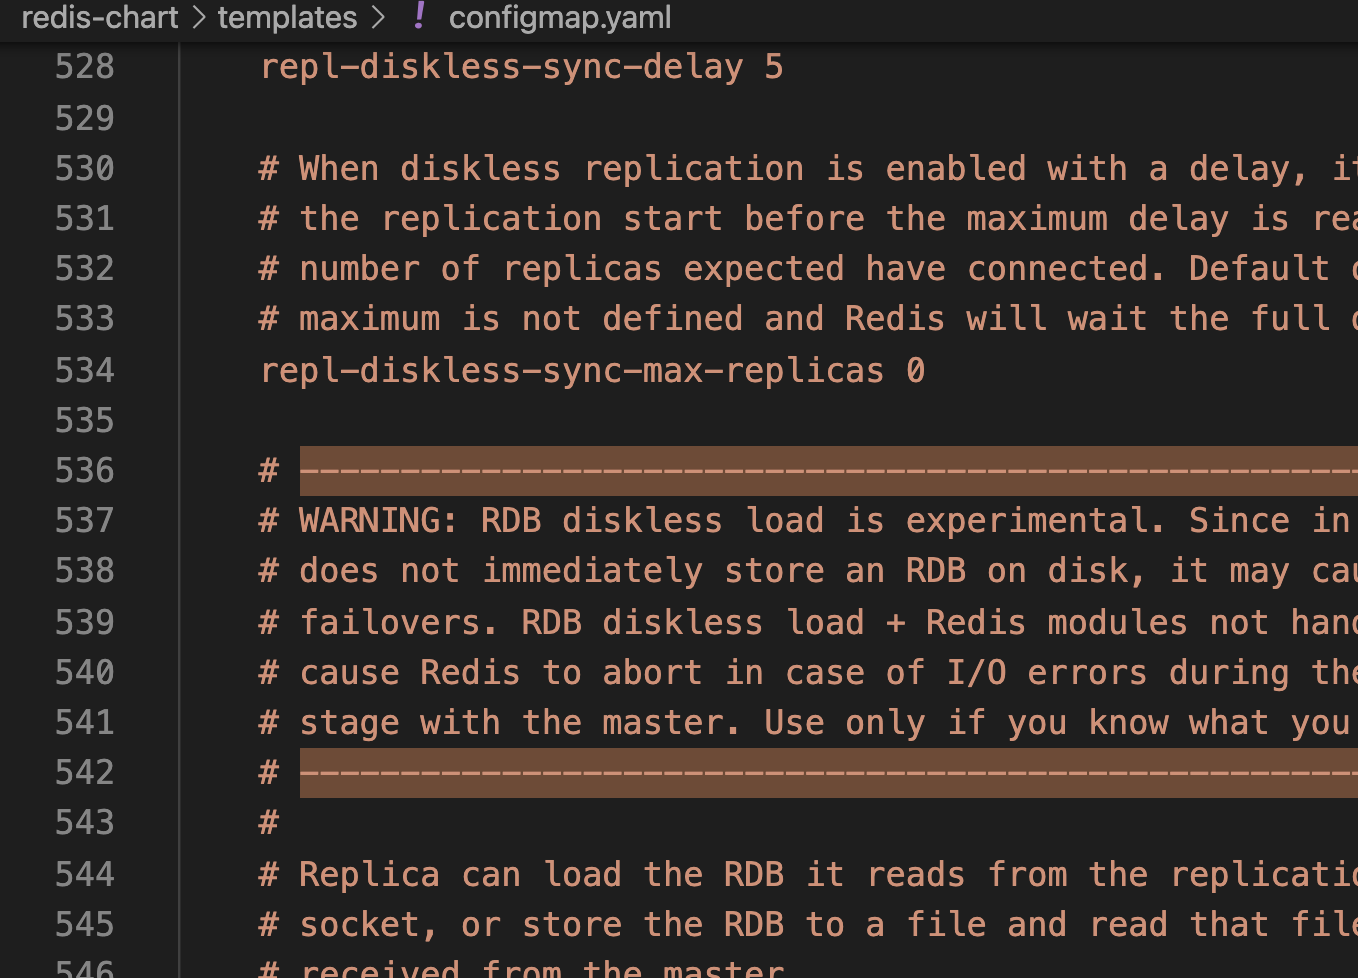 redis-chart > templates > ! configmap.yaml
528 repl-diskless-sync-delay 5
529
530 # When diskless replication is enabled with a delay, it
531 # the replication start before the maximum delay is rea
532 # number of replicas expected have connected. Default
533 # maximum is not defined and Redis will wait the full
534 repl-diskless-sync-max-replicas 0
535
536 # -----------------------------------------------------
537 # WARNING: RDB diskless load is experimental. Since in
538 # does not immediately store an RDB on disk, it may cau
539 # failovers. RDB diskless load + Redis modules not hand
540 # cause Redis to abort in case of I/O errors during the
541 # stage with the master. Use only if you know what you
542 # -----------------------------------------------------
543 #
544 # Replica can load the RDB it reads from the replicatio
545 # socket, or store the RDB to a file and read that file
546 # received from the master